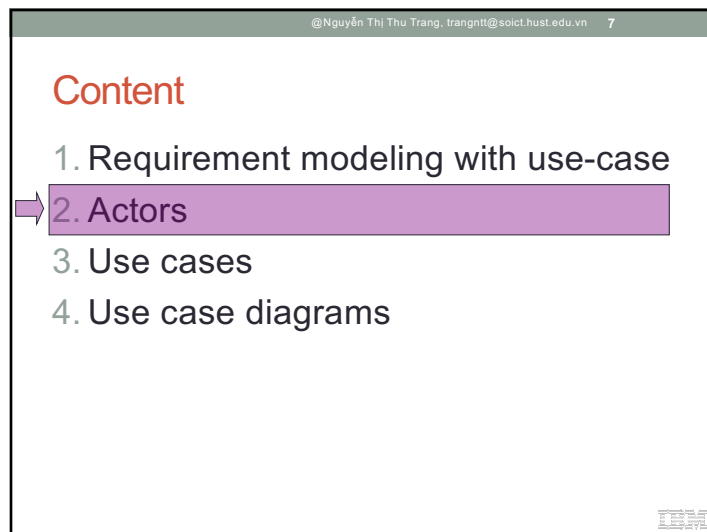 @Nguyễn Thị Thu Trang, trangntt@soict.hust.edu.vn 7
Content
1. Requirement modeling with use-case
2. Actors
3. Use cases
4. Use case diagrams
IBM